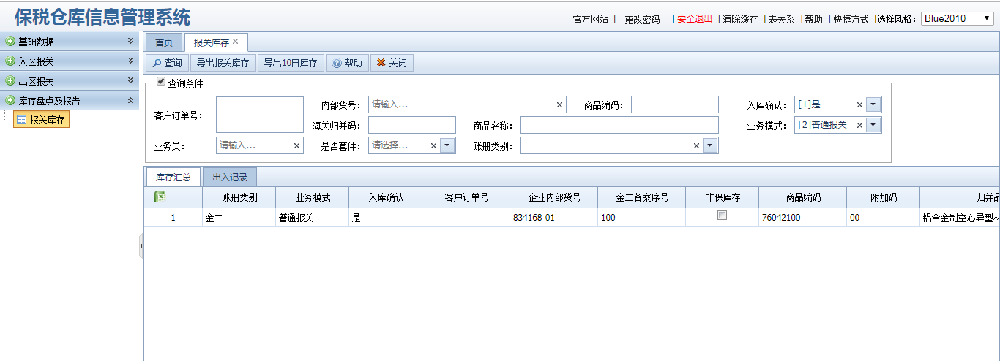 保税仓库信息管理系统
官方网站 | 更改密码 | 安全退出 | 清除缓存 | 表关系 | 帮助 | 快捷方式 | 选择风格: Blue2010
基础数据
入区报关
出区报关
库存盘点及报告
报关库存
首页 报关库存
查询 导出报关库存 导出10日库存 帮助 关闭
查询条件
客户订单号: 内部货号: 请输入... 商品编码: 入库确认: [1]是
海关归并码: 商品名称: 业务模式: [2]普通报关
业务员: 请输入... 是否套件: 请选择... 账册类别:
库存汇总 出入记录
账册类别 业务模式 入库确认 客户订单号 企业内部货号 金二备案序号 非保库存 商品编码 附加码 归并品
1 金二 普通报关 是 834168-01 100 76042100 00 铝合金制空心异型材